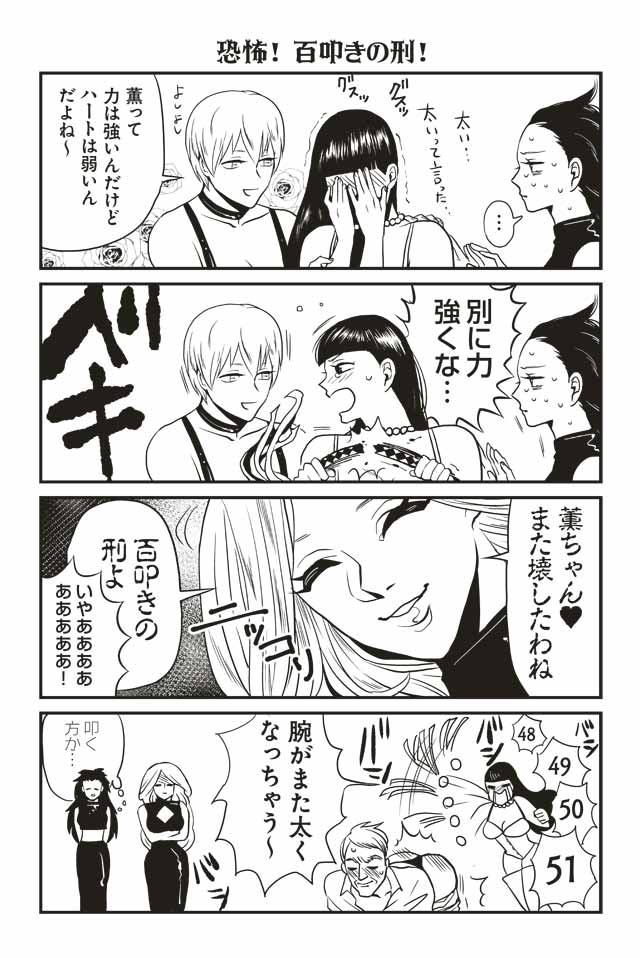 恐怖！ 百叩きの刑！
…
太い…
太いって言った…
グスッ
グスッ
よしよし
薫って
力は強いんだけど
ハートは弱いん
だよね〜
別に力
強くな…
バキ
薫ちゃん♥
また壊したわね
ニッコリ
百叩きの
刑よ
いやああああ
ああああああ！
48
49
50
51
バシ
バシ
バシ
腕がまた太く
なっちゃう〜
叩く
方か…